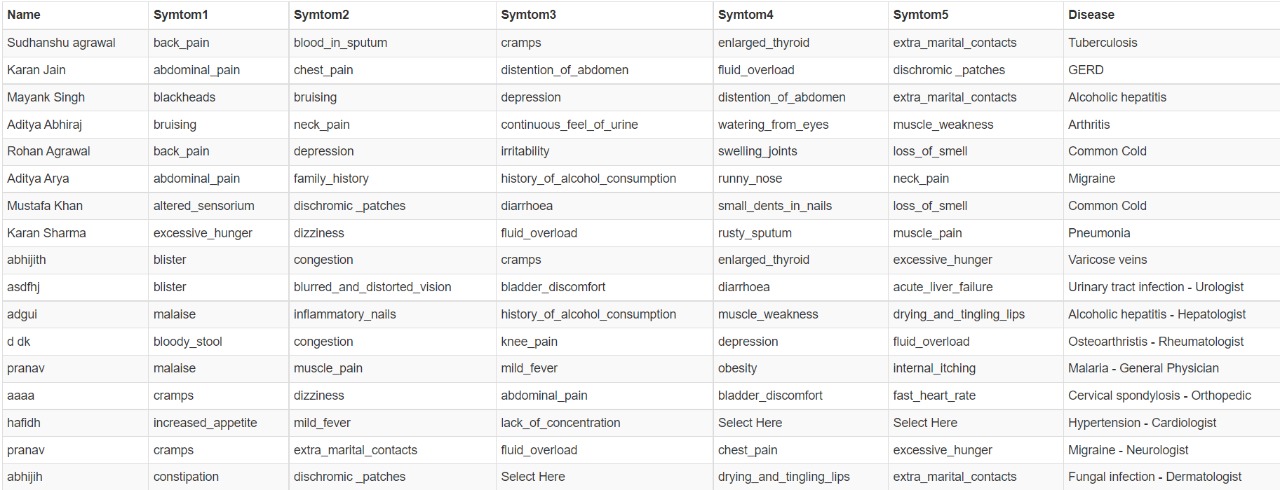 Name Symtom1 Symtom2 Symtom3 Symtom4 Symtom5 Disease
Sudhanshu agrawal back_pain blood_in_sputum cramps enlarged_thyroid extra_marital_contacts Tuberculosis
Karan Jain abdominal_pain chest_pain distention_of_abdomen fluid_overload dischromic _patches GERD
Mayank Singh blackheads bruising depression distention_of_abdomen extra_marital_contacts Alcoholic hepatitis
Aditya Abhiraj bruising neck_pain continuous_feel_of_urine watering_from_eyes muscle_weakness Arthritis
Rohan Agrawal back_pain depression irritability swelling_joints loss_of_smell Common Cold
Aditya Arya abdominal_pain family_history history_of_alcohol_consumption runny_nose neck_pain Migraine
Mustafa Khan altered_sensorium dischromic _patches diarrhoea small_dents_in_nails loss_of_smell Common Cold
Karan Sharma excessive_hunger dizziness fluid_overload rusty_sputum muscle_pain Pneumonia
abhijith blister congestion cramps enlarged_thyroid excessive_hunger Varicose veins
asdfhj blister blurred_and_distorted_vision bladder_discomfort diarrhoea acute_liver_failure Urinary tract infection - Urologist
adgui malaise inflammatory_nails history_of_alcohol_consumption muscle_weakness drying_and_tingling_lips Alcoholic hepatitis - Hepatologist
d dk bloody_stool congestion knee_pain depression fluid_overload Osteoarthristis - Rheumatologist
pranav malaise muscle_pain mild_fever obesity internal_itching Malaria - General Physician
aaaa cramps dizziness abdominal_pain bladder_discomfort fast_heart_rate Cervical spondylosis - Orthopedic
hafidh increased_appetite mild_fever lack_of_concentration Select Here Select Here Hypertension - Cardiologist
pranav cramps extra_marital_contacts fluid_overload chest_pain excessive_hunger Migraine - Neurologist
abhijih constipation dischromic _patches Select Here drying_and_tingling_lips extra_marital_contacts Fungal infection - Dermatologist